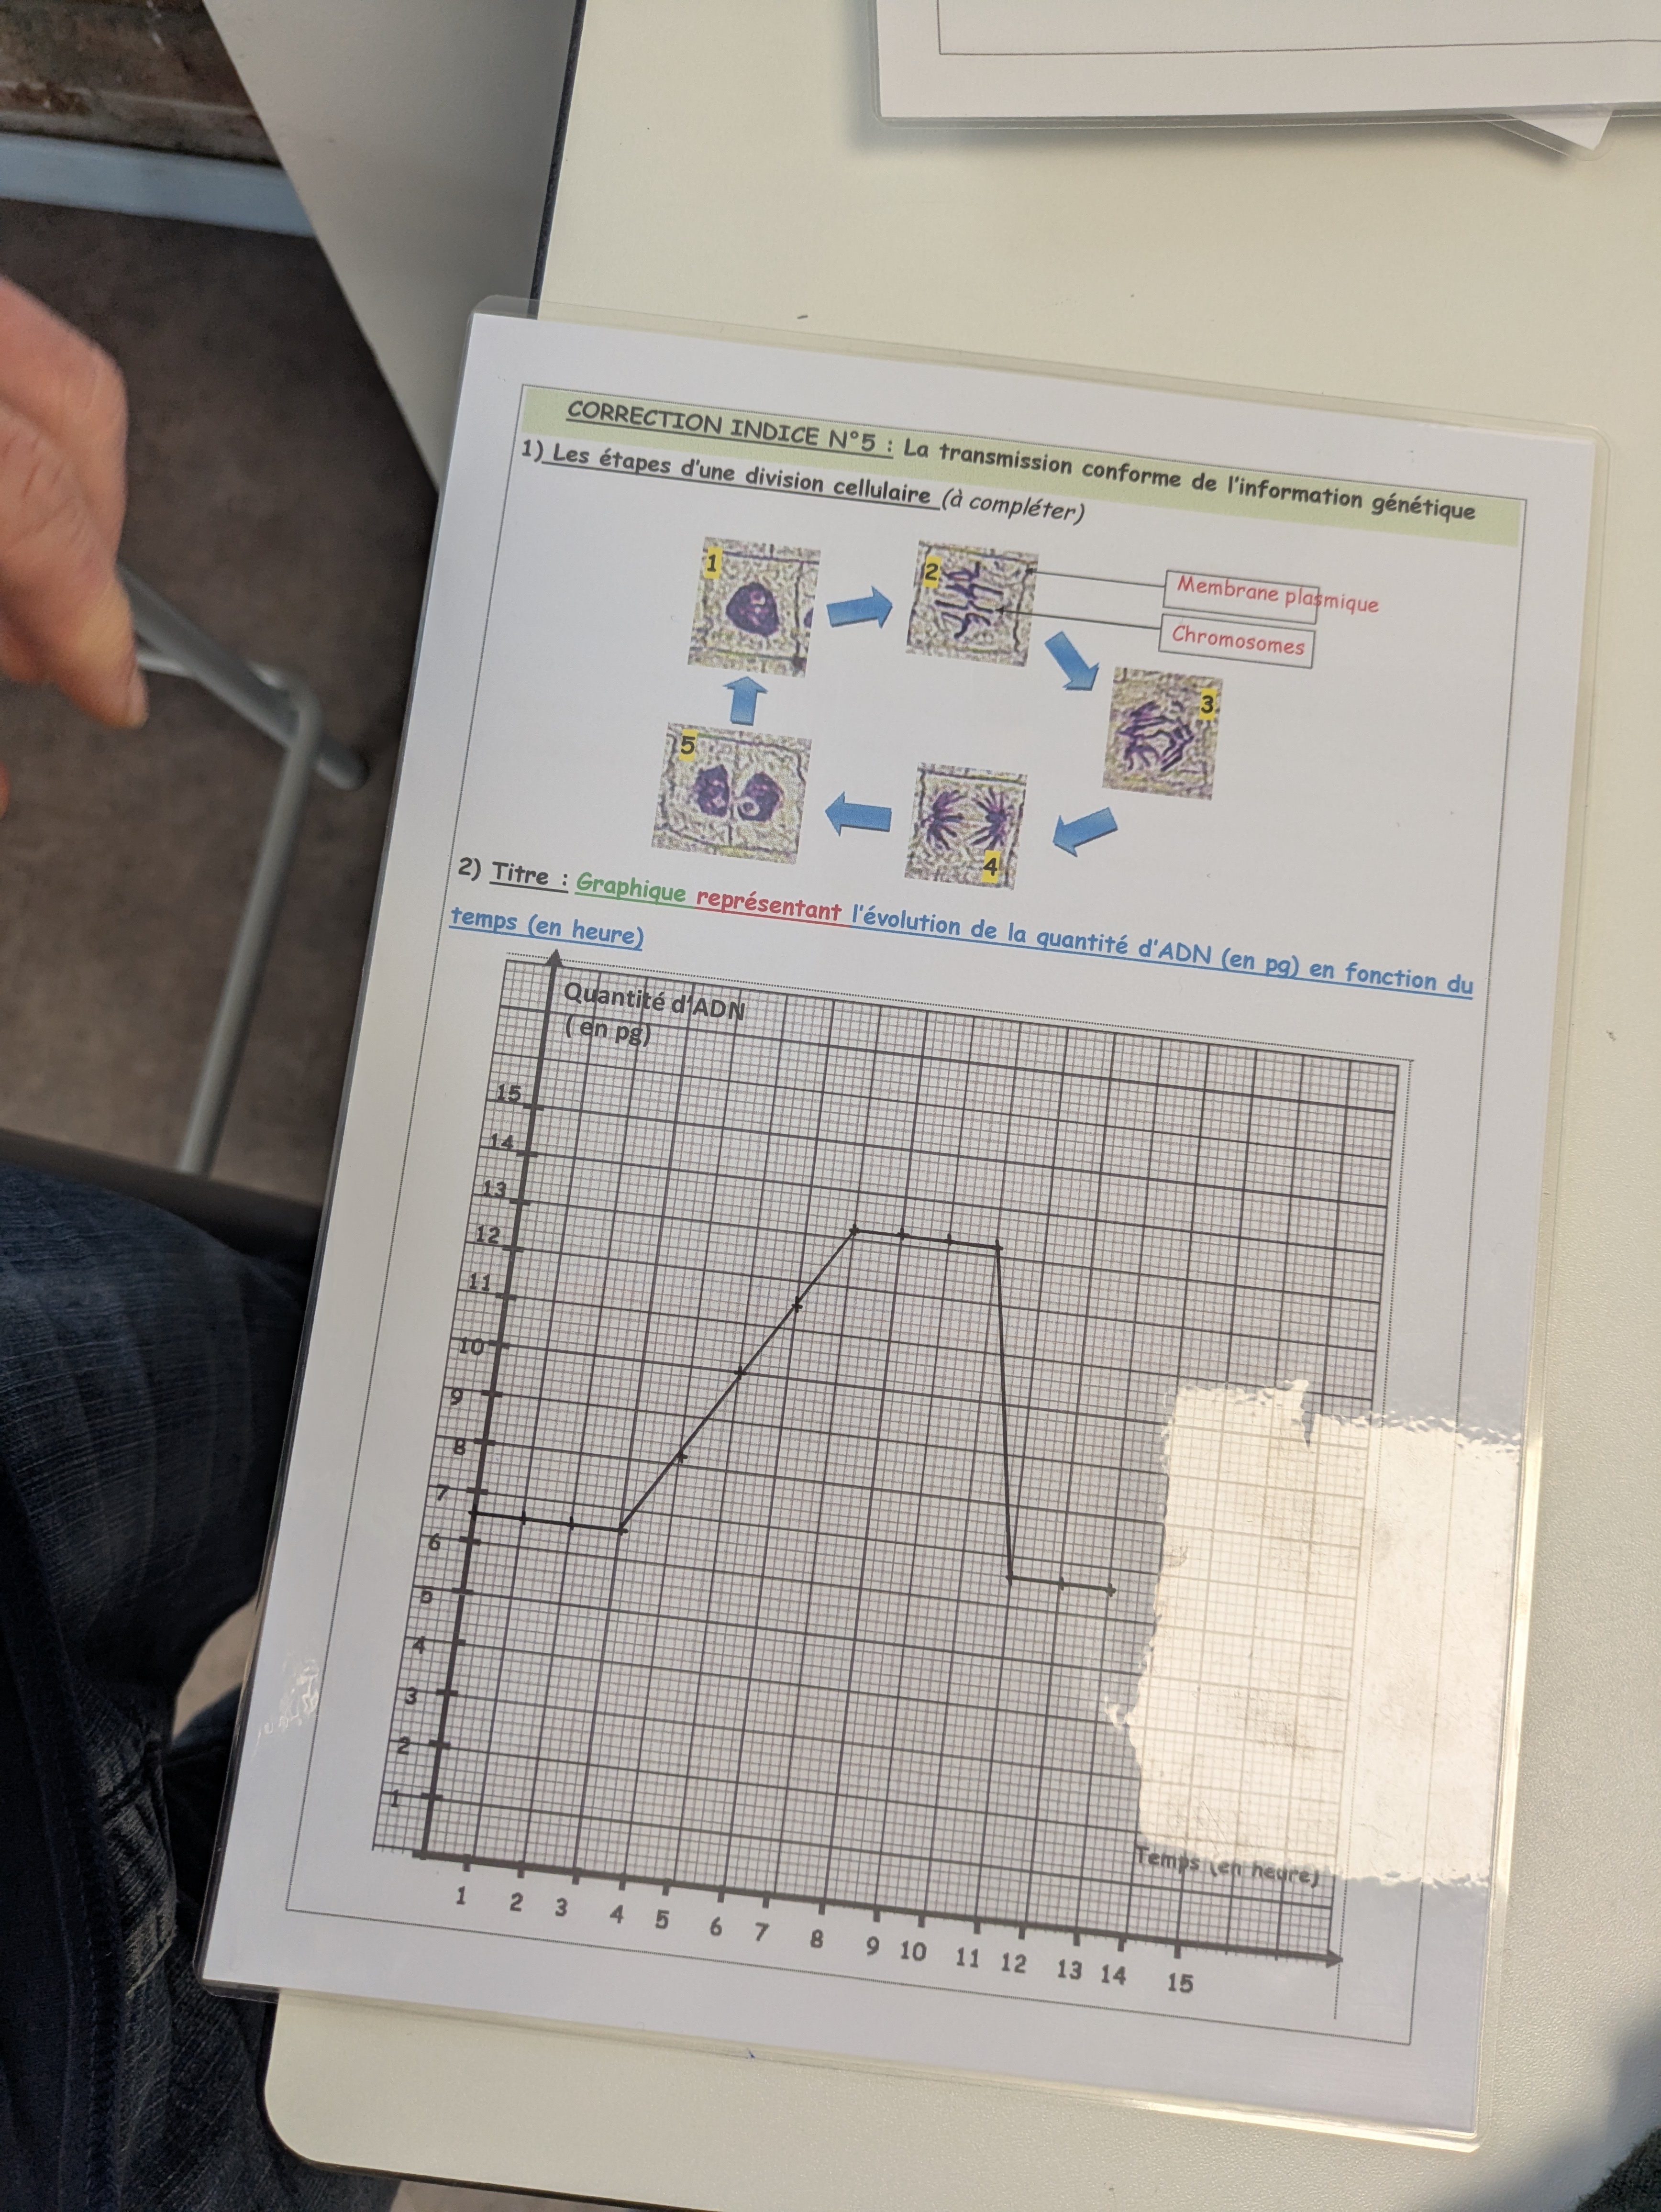 CORRECTION INDICE N°5 : La transmission conforme de l'information génétique
1) Les étapes d'une division cellulaire (à compléter)
1
2
Membrane plasmique
Chromosomes
3
5
4
2) Titre : Graphique représentant l'évolution de la quantité d'ADN (en pg) en fonction du
temps (en heure)
Quantité d'ADN
( en pg)
15
14
13
12
11
10
9
8
7
6
5
4
3
2
1
Temps (en heure)
1 2 3 4 5 6 7 8 9 10 11 12 13 14 15